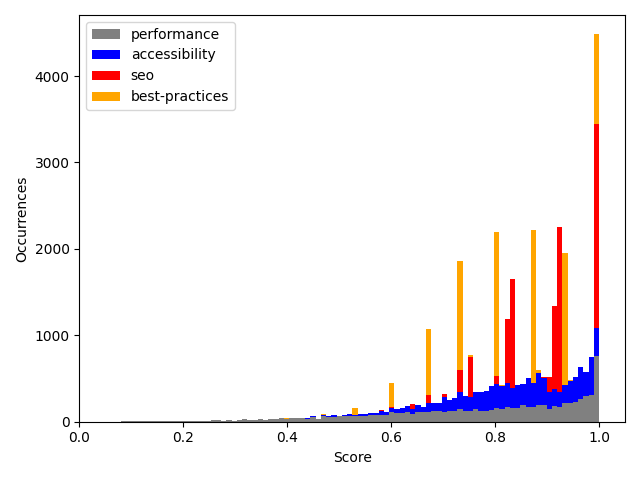 performance
accessibility
seo
best-practices
Occurrences
4000
3000
2000
1000
0
0.0 0.2 0.4 0.6 0.8 1.0
Score